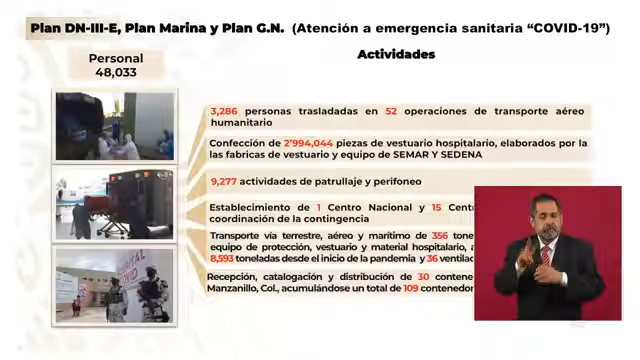 Plan DN-III-E, Plan Marina y Plan G.N. (Atención a emergencia sanitaria “COVID-19”)
Actividades
Personal
48,033
3,286 personas trasladadas en 52 operaciones de transporte aéreo
humanitario
Confección de 2’994,044 piezas de vestuario hospitalario, elaborados por la
las fabricas de vestuario y equipo de SEMAR Y SEDENA
9,277 actividades de patrullaje y perifoneo
Establecimiento de 1 Centro Nacional y 15
coordinación de la contingencia
Transporte vía terrestre, aéreo y marítimo de 356
equipo de protección, vestuario y material hospitalario,
8,593 toneladas desde el inicio de la pandemia y 36
Recepción, catalogación y distribución de 30
Manzanillo, Col., acumulándose un total de 109